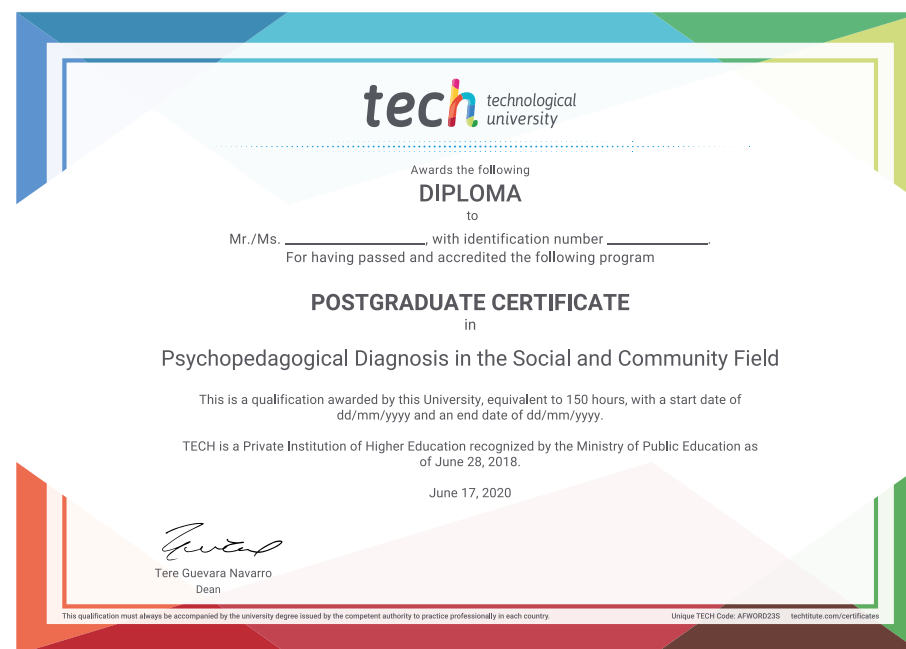 tech technological
university
Awards the following
DIPLOMA
to
Mr./Ms. ____________________, with identification number ______________.
For having passed and accredited the following program
POSTGRADUATE CERTIFICATE
in
Psychopedagogical Diagnosis in the Social and Community Field
This is a qualification awarded by this University, equivalent to 150 hours, with a start date of
dd/mm/yyyy and an end date of dd/mm/yyyy.
TECH is a Private Institution of Higher Education recognized by the Ministry of Public Education as
of June 28, 2018.
June 17, 2020
Tere Guevara Navarro
Dean
This qualification must always be accompanied by the university degree issued by the competent authority to practice professionally in each country.
Unique TECH Code: AFWORD23S techtitute.com/certificates